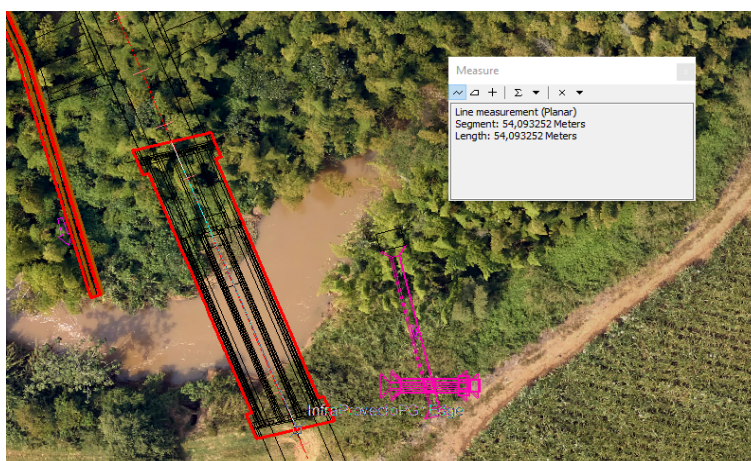 Measure
Line measurement (Planar)
Segment: 54,093252 Meters
Length: 54,093252 Meters